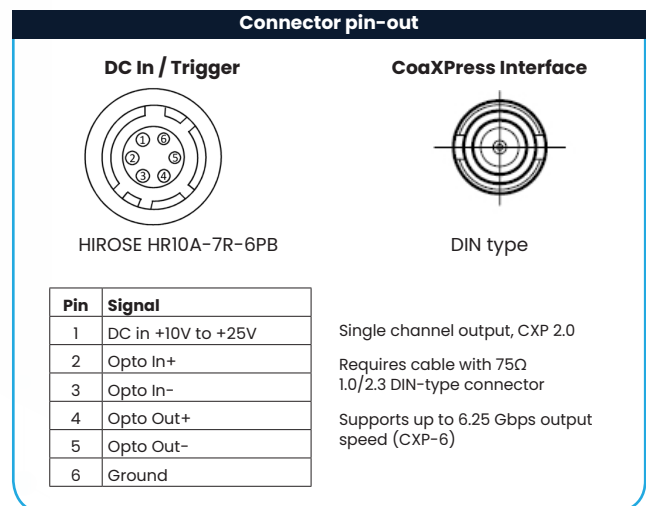 Connector pin-out
DC In / Trigger
1 6
2 5
3 4
HIROSE HR10A-7R-6PB
Pin Signal
1 DC in +10V to +25V
2 Opto In+
3 Opto In-
4 Opto Out+
5 Opto Out-
6 Ground
CoaXPress Interface
DIN type
Single channel output, CXP 2.0
Requires cable with 75Ω
1.0/2.3 DIN-type connector
Supports up to 6.25 Gbps output
speed (CXP-6)